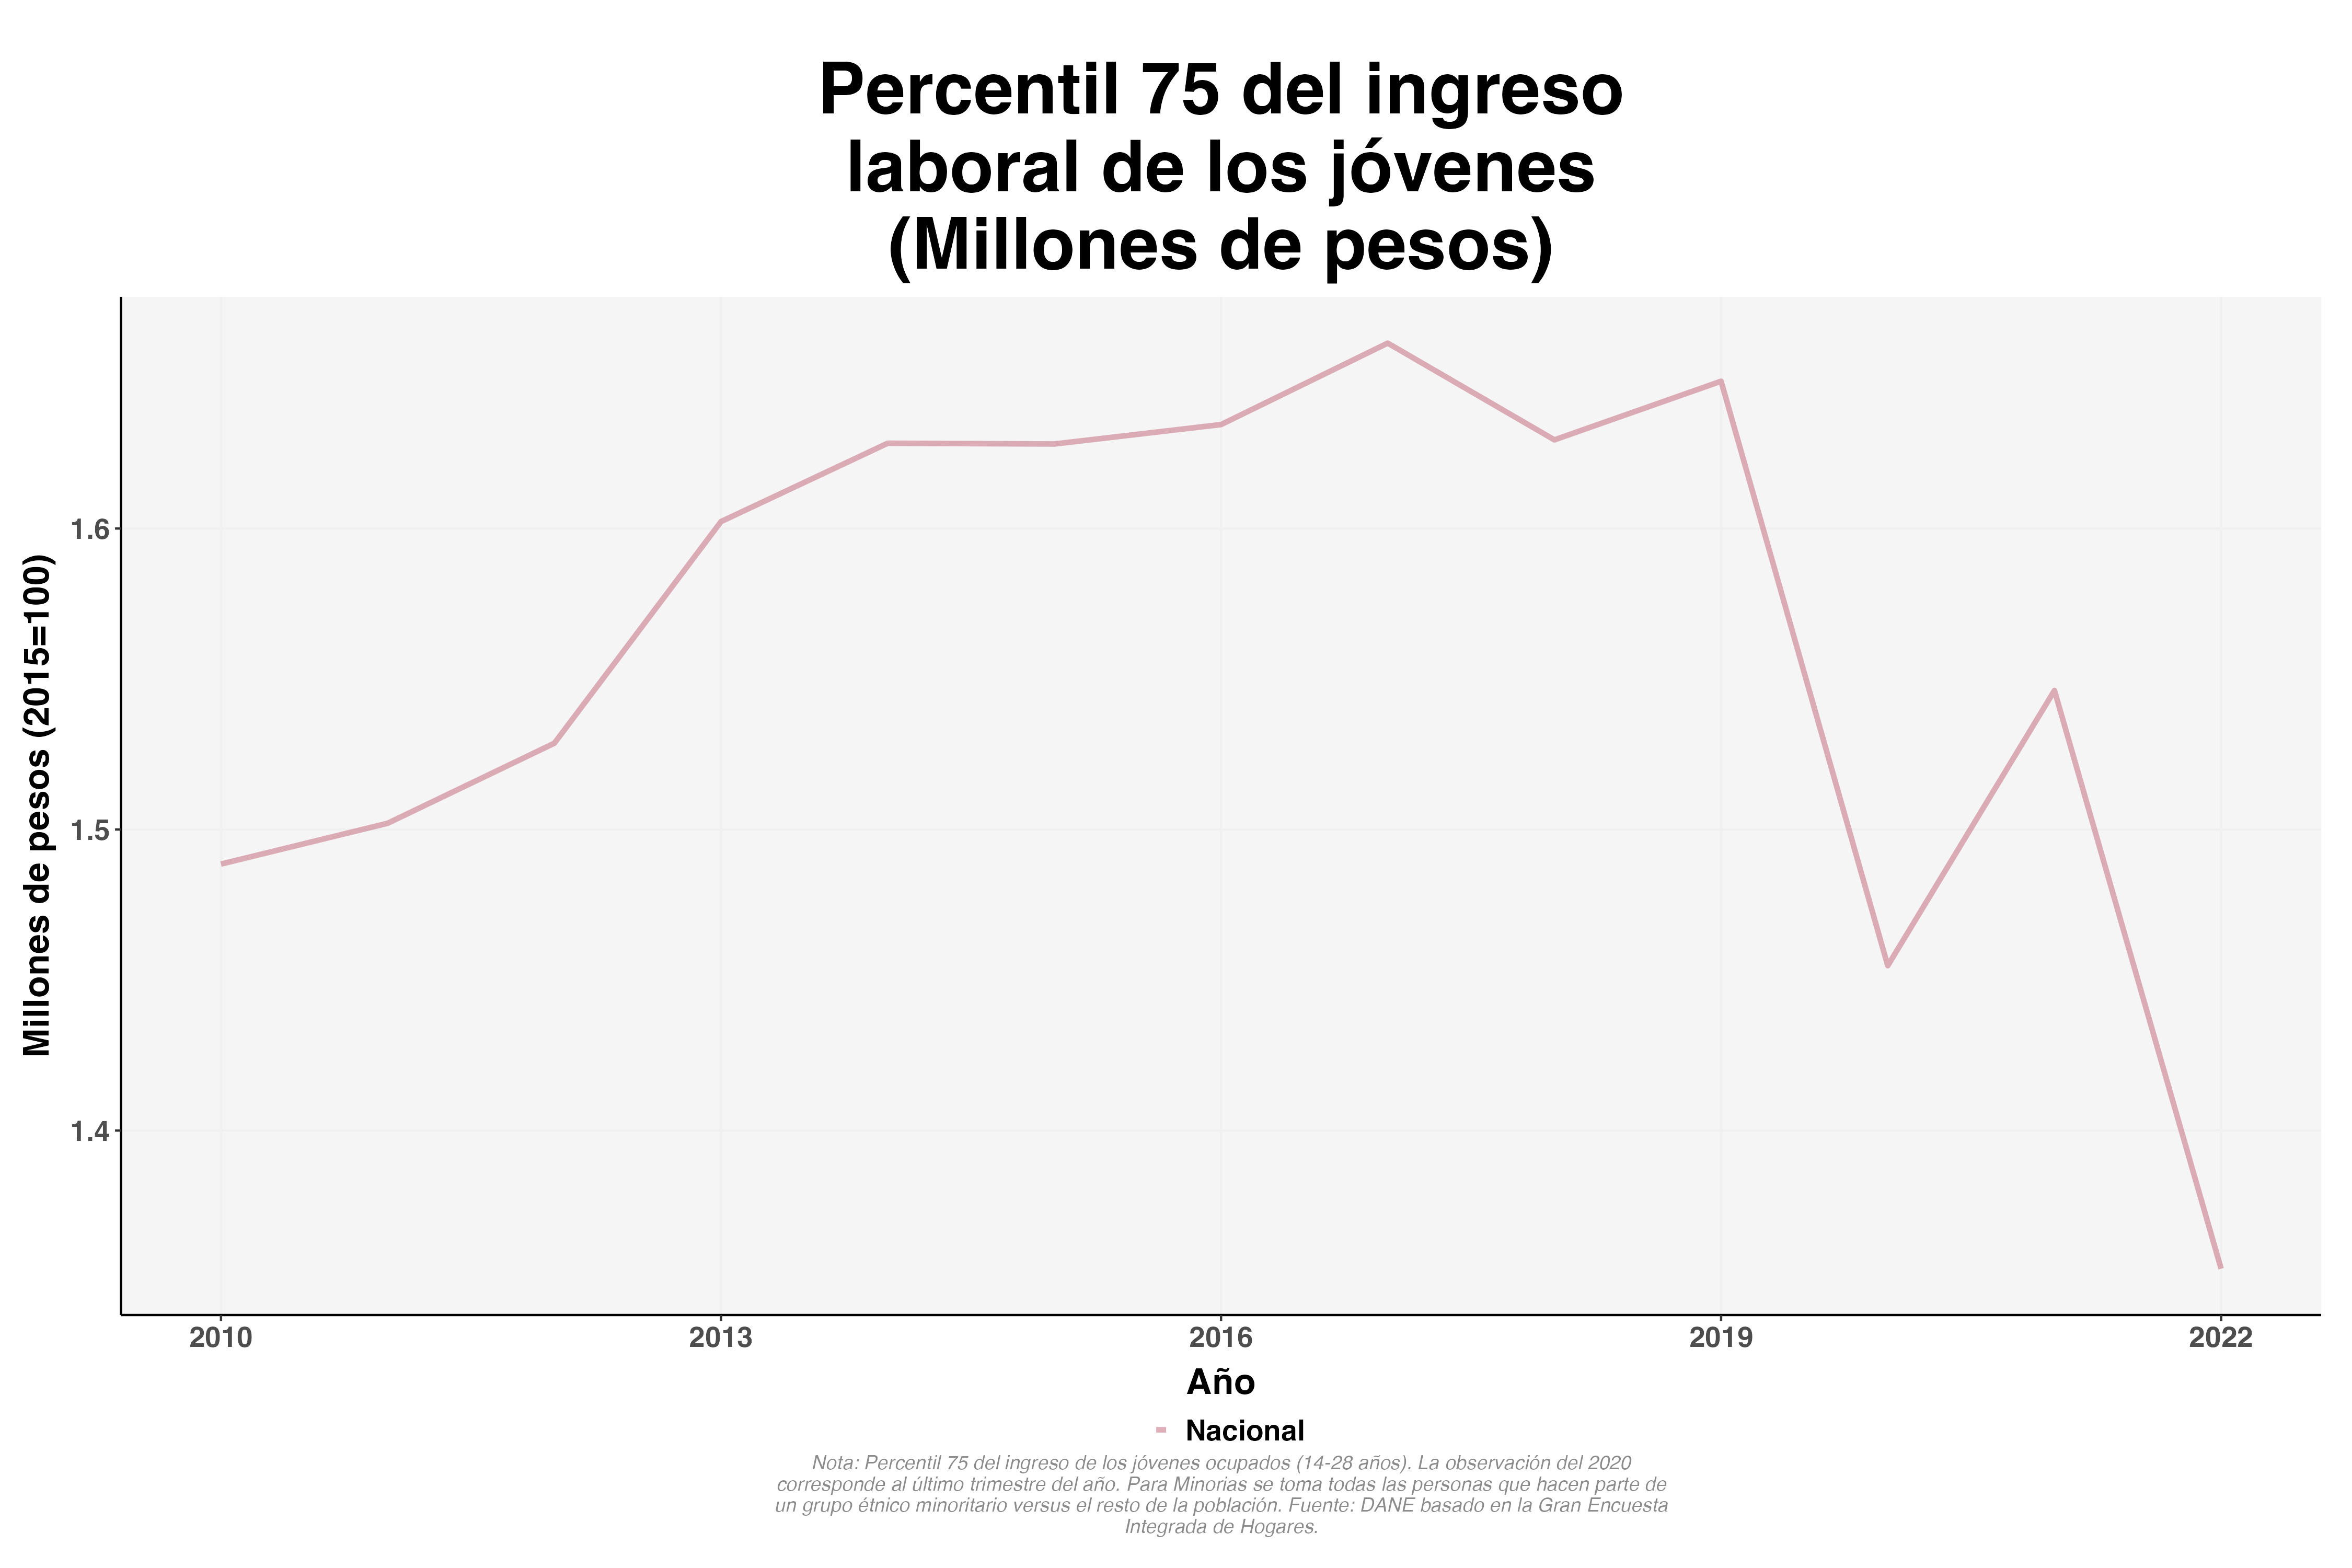 Percentil 75 del ingreso
laboral de los jóvenes
(Millones de pesos)
Millones de pesos (2015=100)
1.6
1.5
1.4
2010 2013 2016 2019 2022
Año
Nacional
Nota: Percentil 75 del ingreso de los jóvenes ocupados (14-28 años). La observación del 2020
corresponde al último trimestre del año. Para Minorias se toma todas las personas que hacen parte de
un grupo étnico minoritario versus el resto de la población. Fuente: DANE basado en la Gran Encuesta
Integrada de Hogares.